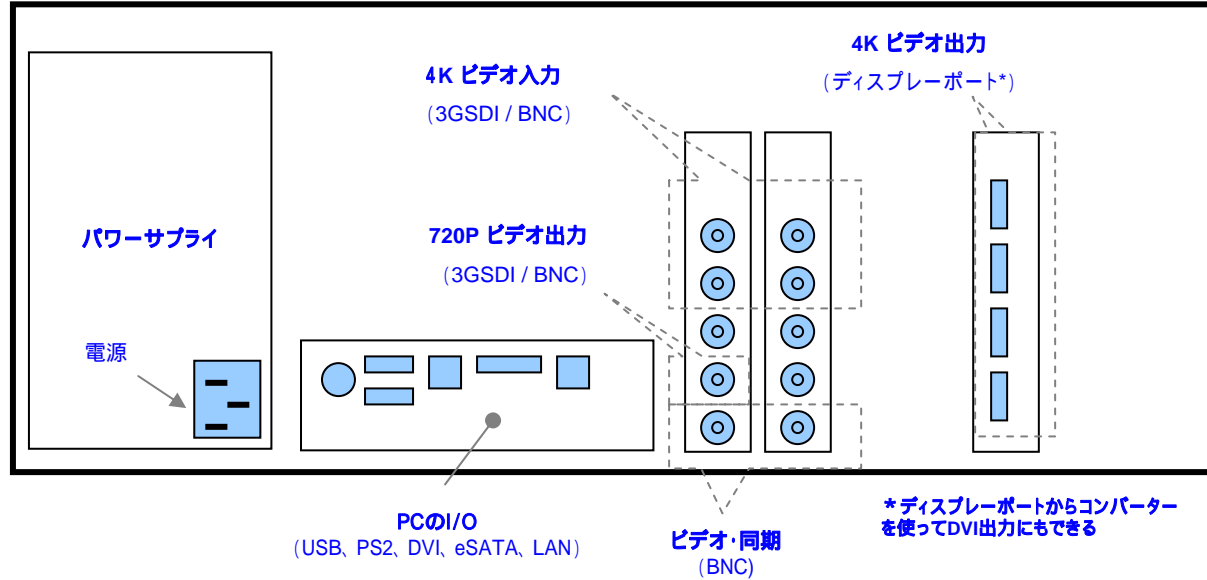 4K ビデオ出力
(ディスプレーポート*)
4K ビデオ入力
(3GSDI / BNC)
パワーサプライ
720P ビデオ出力
(3GSDI / BNC)
電源
PCのI/O
(USB、PS2、DVI、eSATA、LAN)
ビデオ・同期
(BNC)
*ディスプレーポートからコンバーター
を使ってDVI出力にもできる